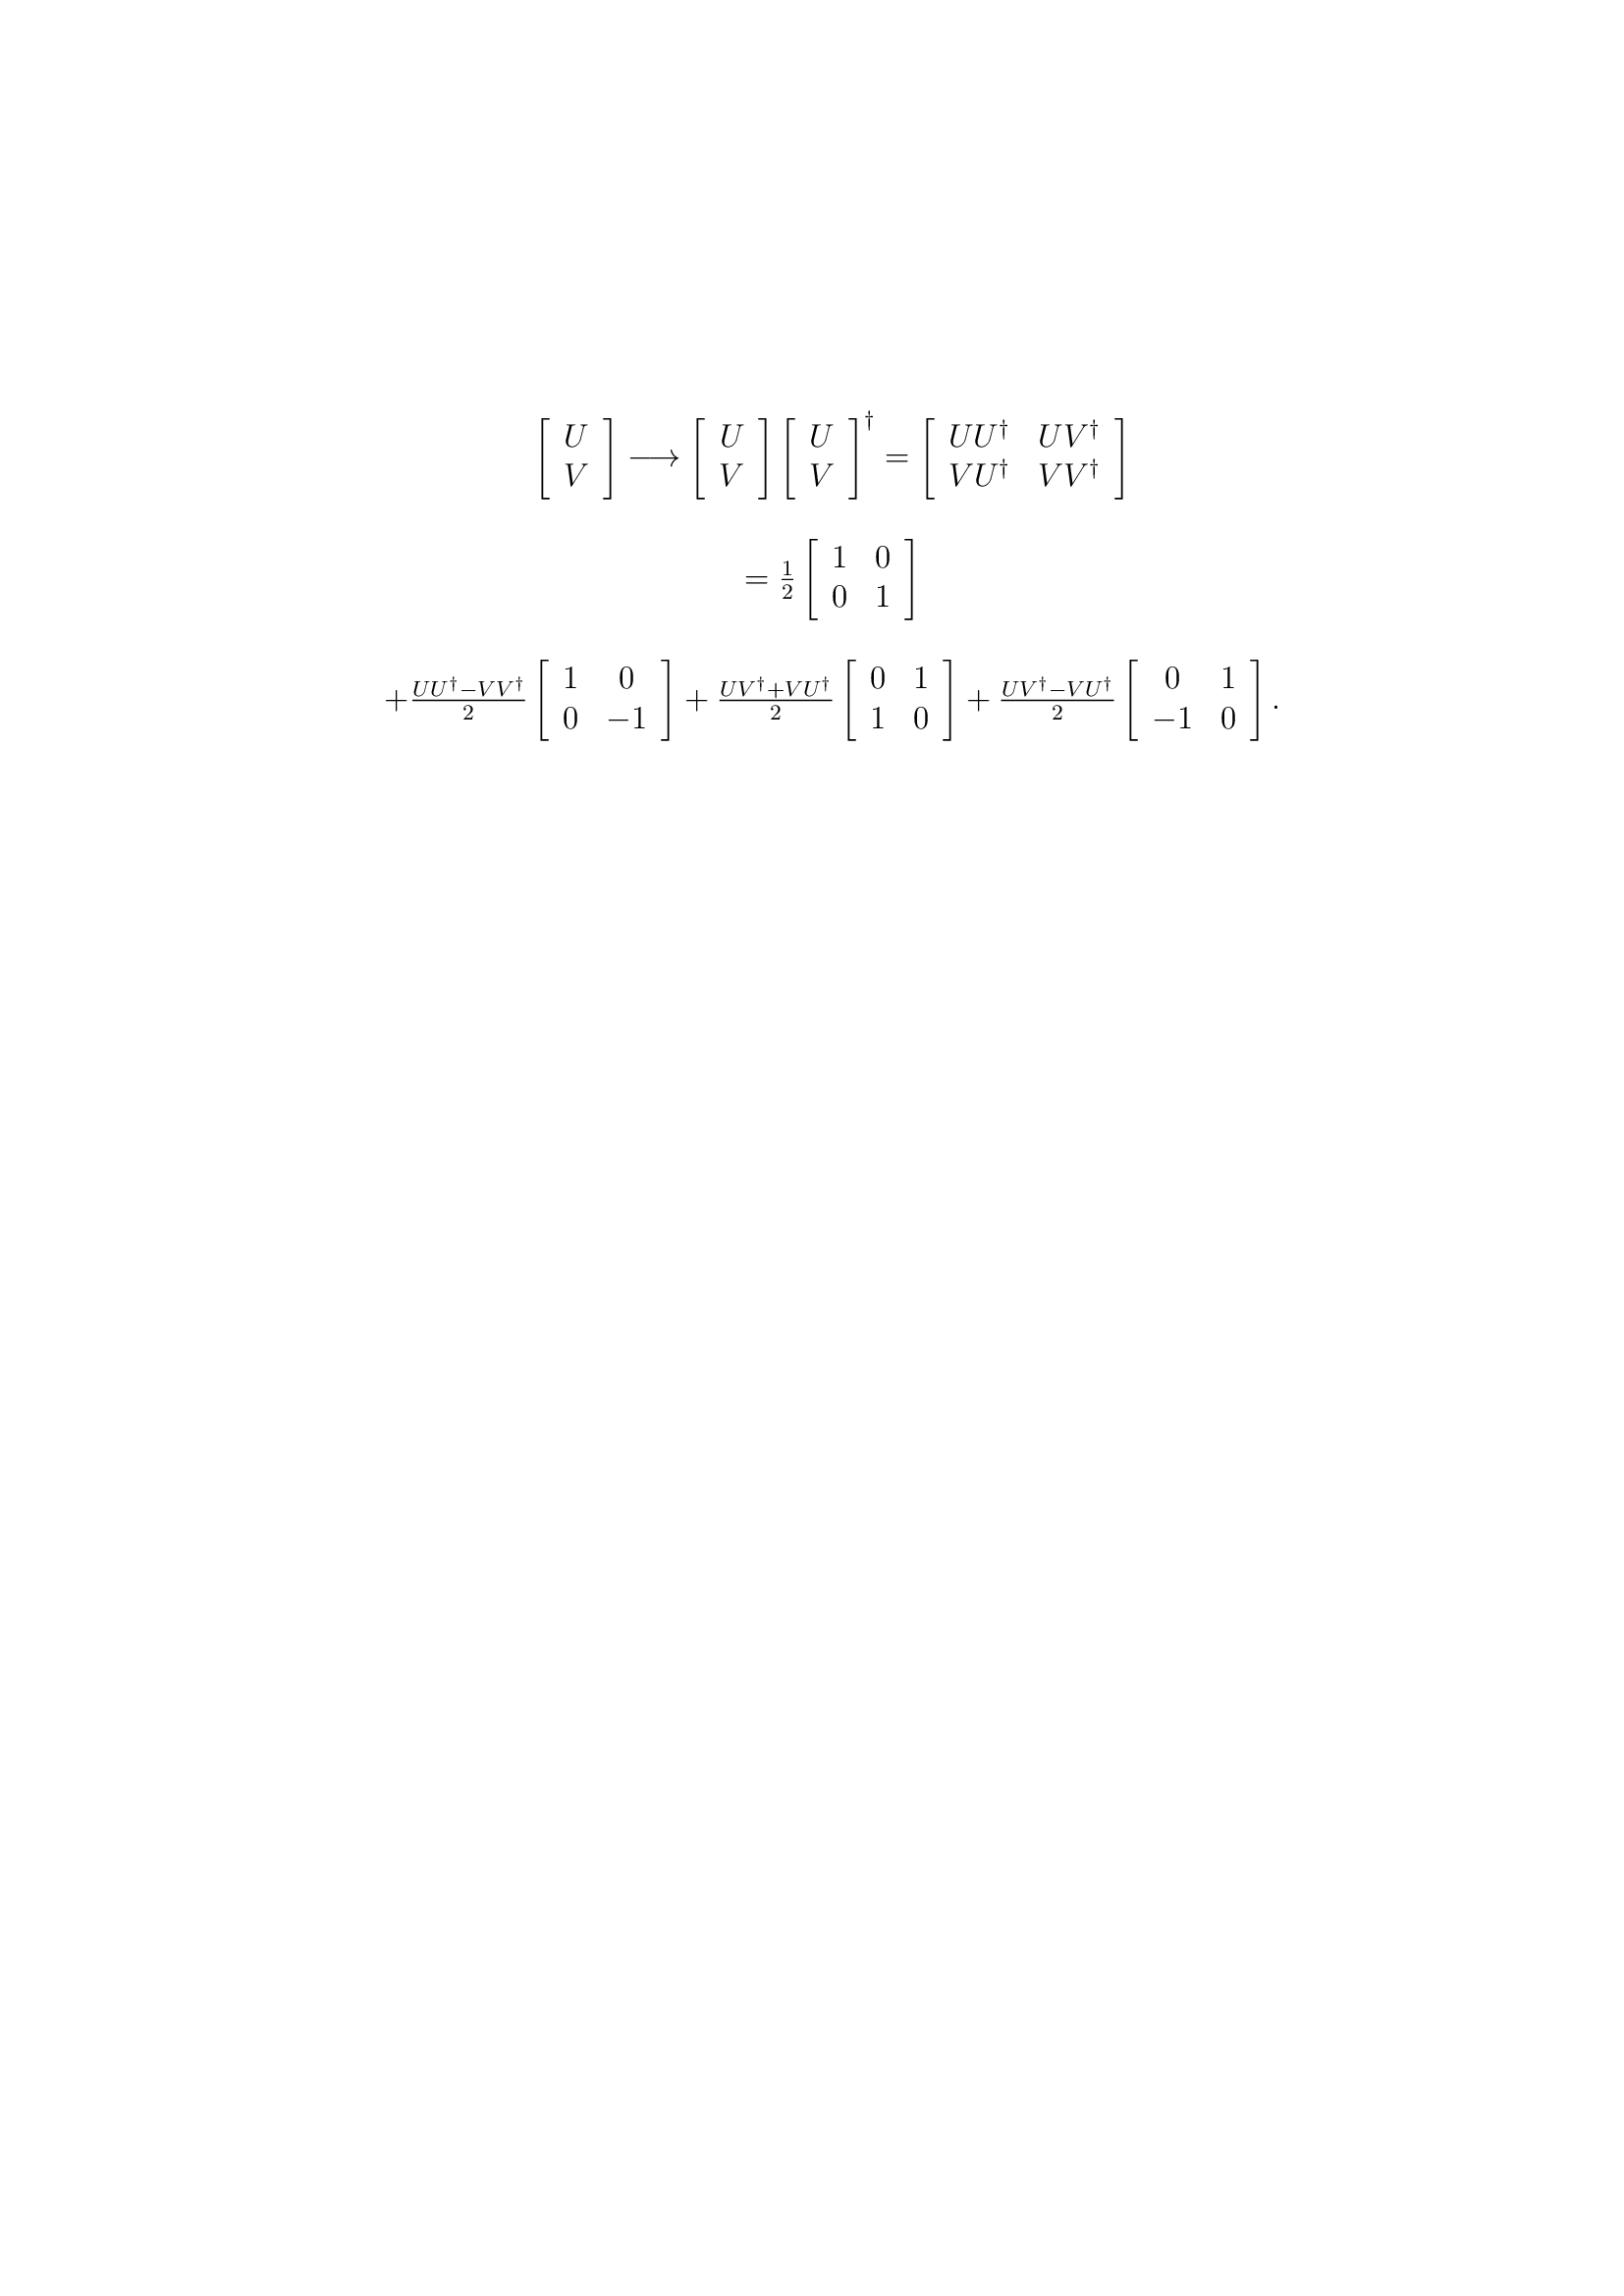 \left[\begin{array}{c} U \\ V \end{array}\right] \longrightarrow \left[\begin{array}{c} U \\ V \end{array}\right] \left[\begin{array}{c} U \\ V \end{array}\right]^{\dagger} = \left[\begin{array}{cc} UU^{\dagger} & UV^{\dagger} \\ VU^{\dagger} & VV^{\dagger} \end{array}\right]
= \frac{1}{2} \left[\begin{array}{cc} 1 & 0 \\ 0 & 1 \end{array}\right]
+ \frac{UU^{\dagger} - VV^{\dagger}}{2} \left[\begin{array}{cc} 1 & 0 \\ 0 & -1 \end{array}\right] + \frac{UV^{\dagger} + VU^{\dagger}}{2} \left[\begin{array}{cc} 0 & 1 \\ 1 & 0 \end{array}\right] + \frac{UV^{\dagger} - VU^{\dagger}}{2} \left[\begin{array}{cc} 0 & 1 \\ -1 & 0 \end{array}\right].